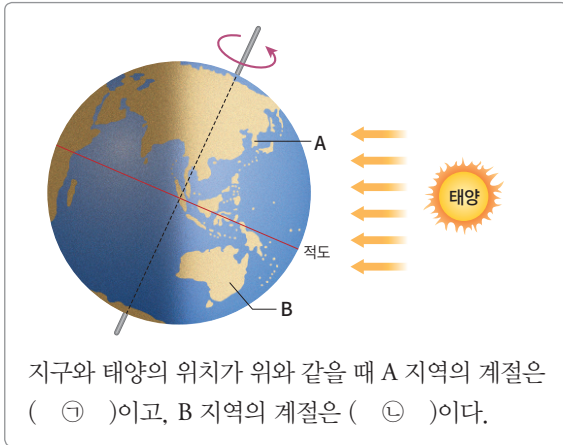 A
태양
적도
B
지구와 태양의 위치가 위와 같을 때 A 지역의 계절은
( ㉠ )이고, B 지역의 계절은 ( ㉡ )이다.